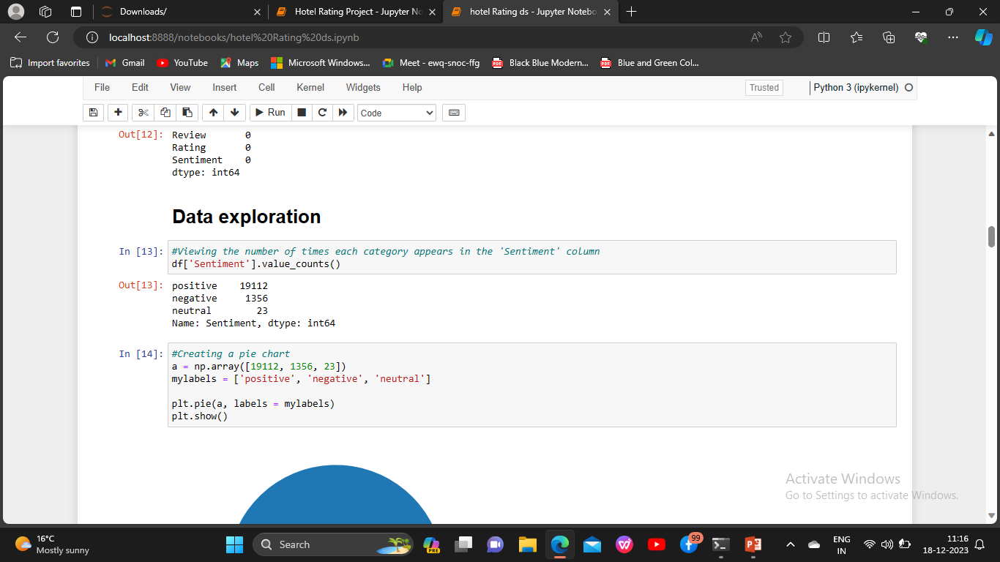 Downloads/
Hotel Rating Project - Jupyter No
hotel Rating ds - Jupyter Notebo
localhost:8888/notebooks/hotel%20Rating%20ds.ipynb
Import favorites
Gmail
YouTube
Maps
Microsoft Windows...
Meet - ewq-snoc-ffg
PDF
Black Blue Modern...
PDF
Blue and Green Col...
File Edit View Insert Cell Kernel Widgets Help
Trusted
Python 3 (ipykernel)
Run
Code
Out[12]: Review 0
Rating 0
Sentiment 0
dtype: int64
Data exploration
In [13]: #Viewing the number of times each category appears in the 'Sentiment' column
df['Sentiment'].value_counts()
Out[13]: positive 19112
negative 1356
neutral 23
Name: Sentiment, dtype: int64
In [14]: #Creating a pie chart
a = np.array([19112, 1356, 23])
mylabels = ['positive', 'negative', 'neutral']
plt.pie(a, labels = mylabels)
plt.show()
Activate Windows
Go to Settings to activate Windows.
16°C
Mostly sunny
Search
PRE
99
ENG
IN
11:16
18-12-2023